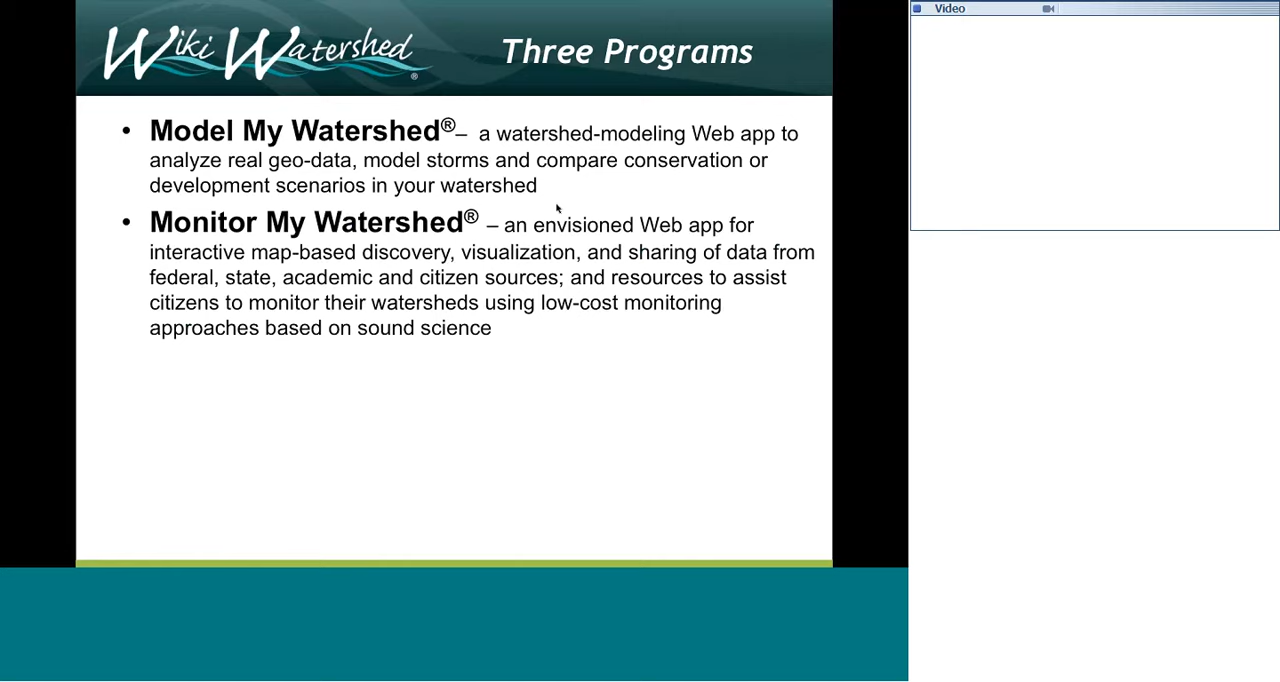 Wiki Watershed®
Three Programs
• Model My Watershed®– a watershed-modeling Web app to
analyze real geo-data, model storms and compare conservation or
development scenarios in your watershed
• Monitor My Watershed® – an envisioned Web app for
interactive map-based discovery, visualization, and sharing of data from
federal, state, academic and citizen sources; and resources to assist
citizens to monitor their watersheds using low-cost monitoring
approaches based on sound science
Video